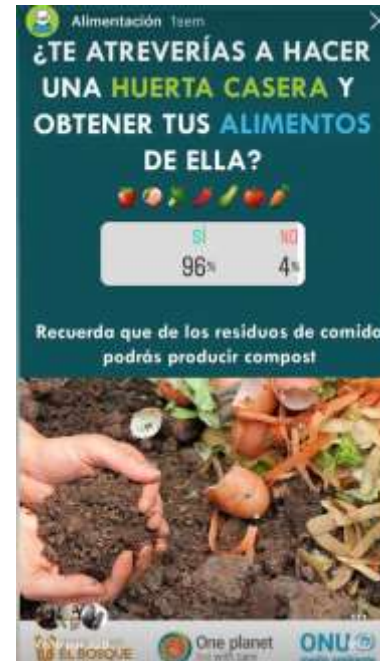 Alimentación 1sem
¿TE ATREVERÍAS A HACER
UNA HUERTA CASERA Y
OBTENER TUS ALIMENTOS
DE ELLA?
SÍ NO
96% 4%
Recuerda que de los residuos de comida
podrás producir compost
EL BOSQUE
One planet
ONU